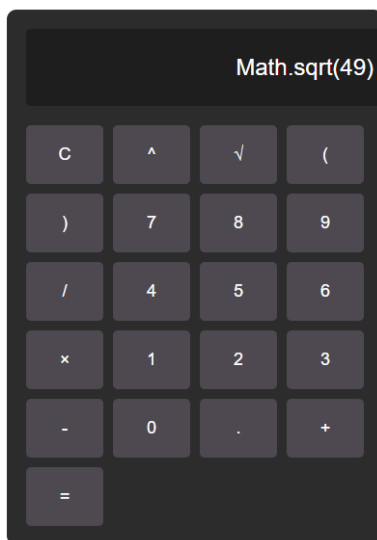 Math.sqrt(49)
C ^ √ (
) 7 8 9
/ 4 5 6
× 1 2 3
- 0 . +
=